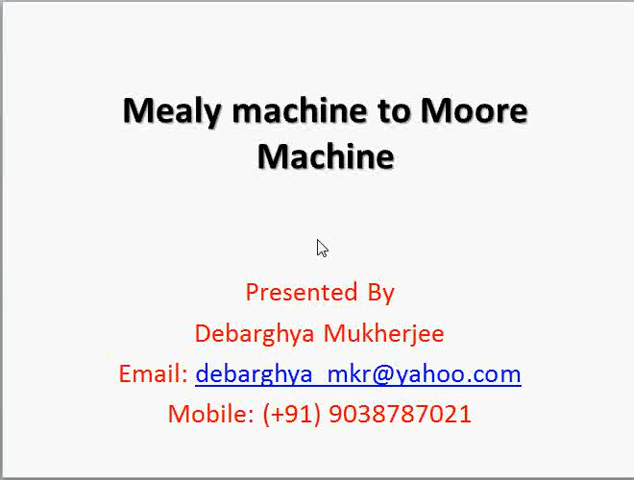 Mealy machine to Moore
Machine
Presented By
Debarghya Mukherjee
Email: debarghya_mkr@yahoo.com
Mobile: (+91) 9038787021